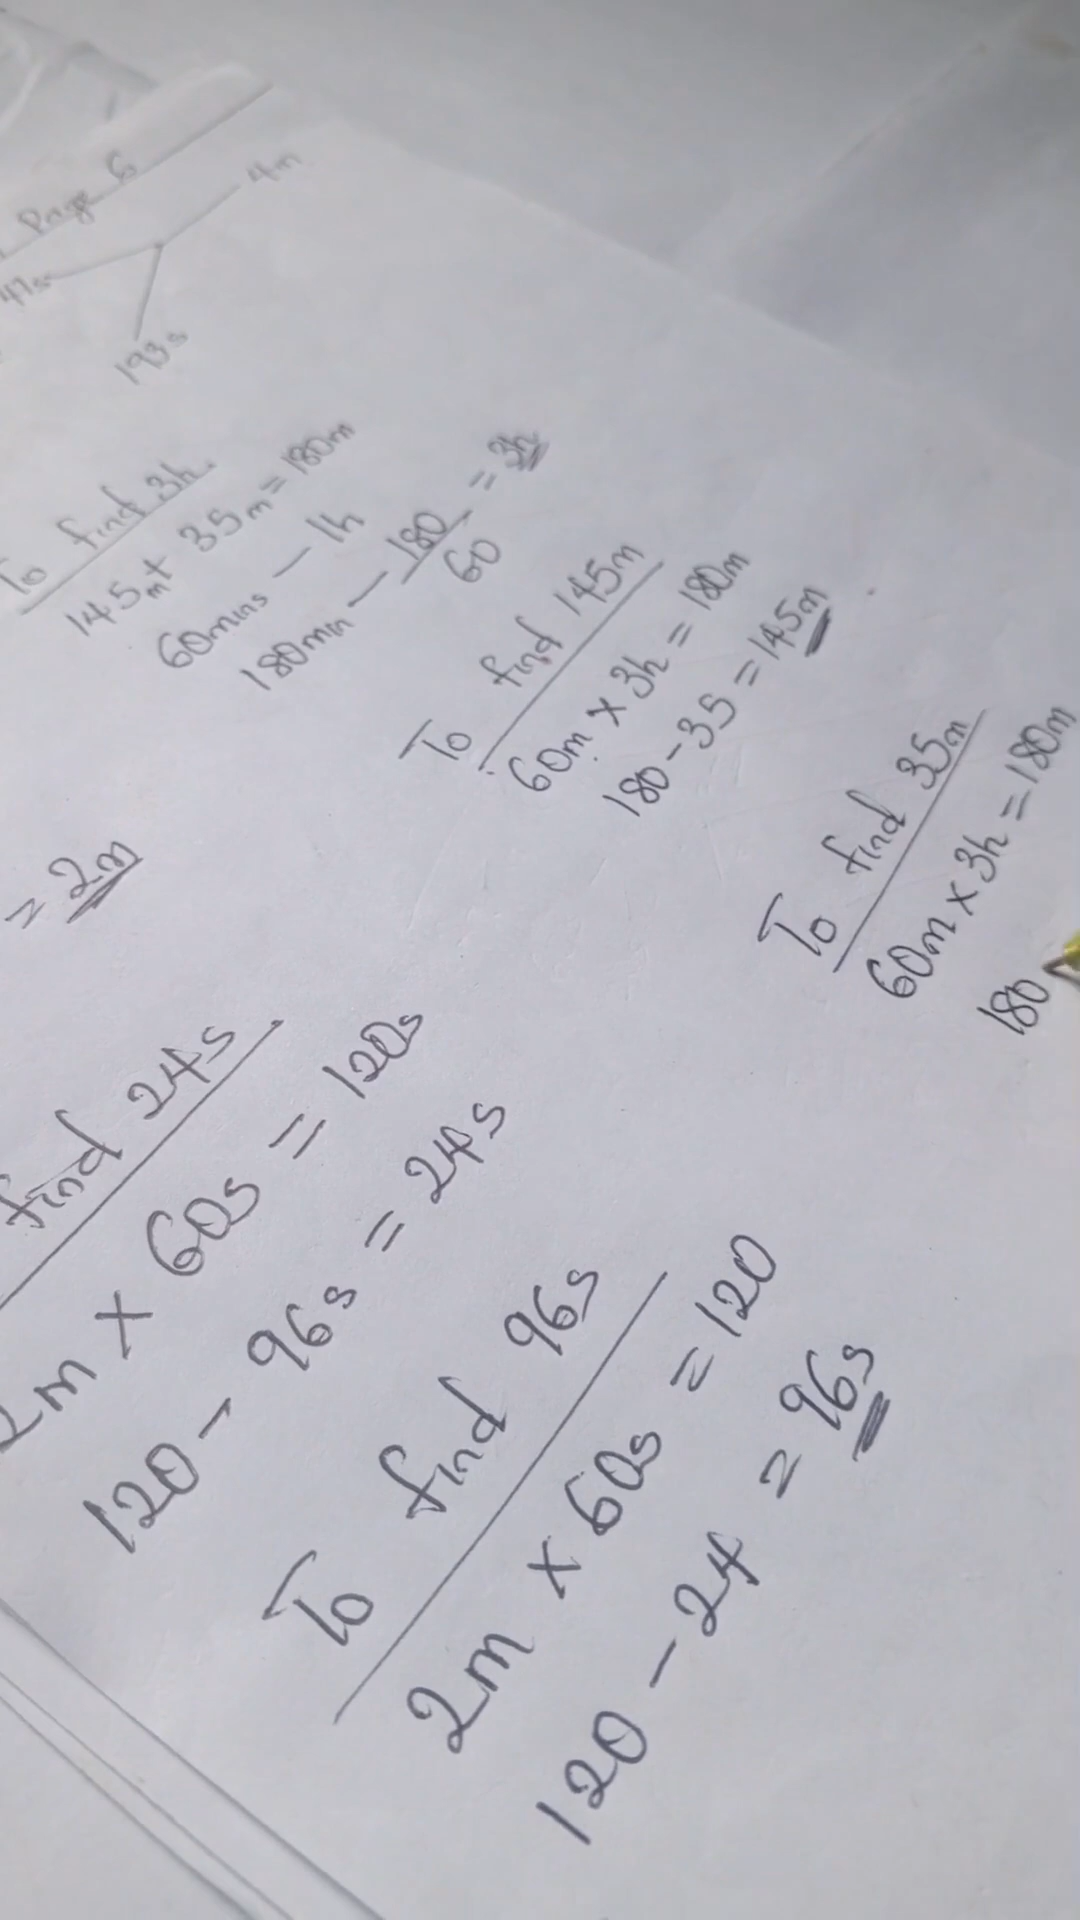 Page 6
4m
47s
193s
To find 3h.
145m + 35m = 180m
60mins — 1h
180min — 180/60 = 3h
To find 145m
60m × 3h = 180m
180 - 35 = 145m
To find 35m
60m × 3h = 180m
180
= 2m
find 24s
2m × 60s = 120s
120 - 96s = 24s
To find 96s
2m × 60s = 120
120 - 24 = 96s